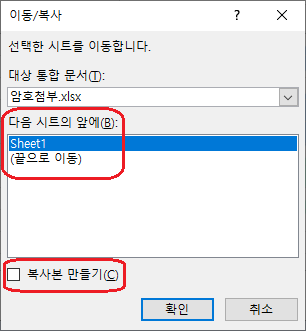 이동/복사
선택한 시트를 이동합니다.
대상 통합 문서(T):
암호첨부.xlsx
다음 시트의 앞에(B):
Sheet1
(끝으로 이동)
복사본 만들기(C)
확인
취소